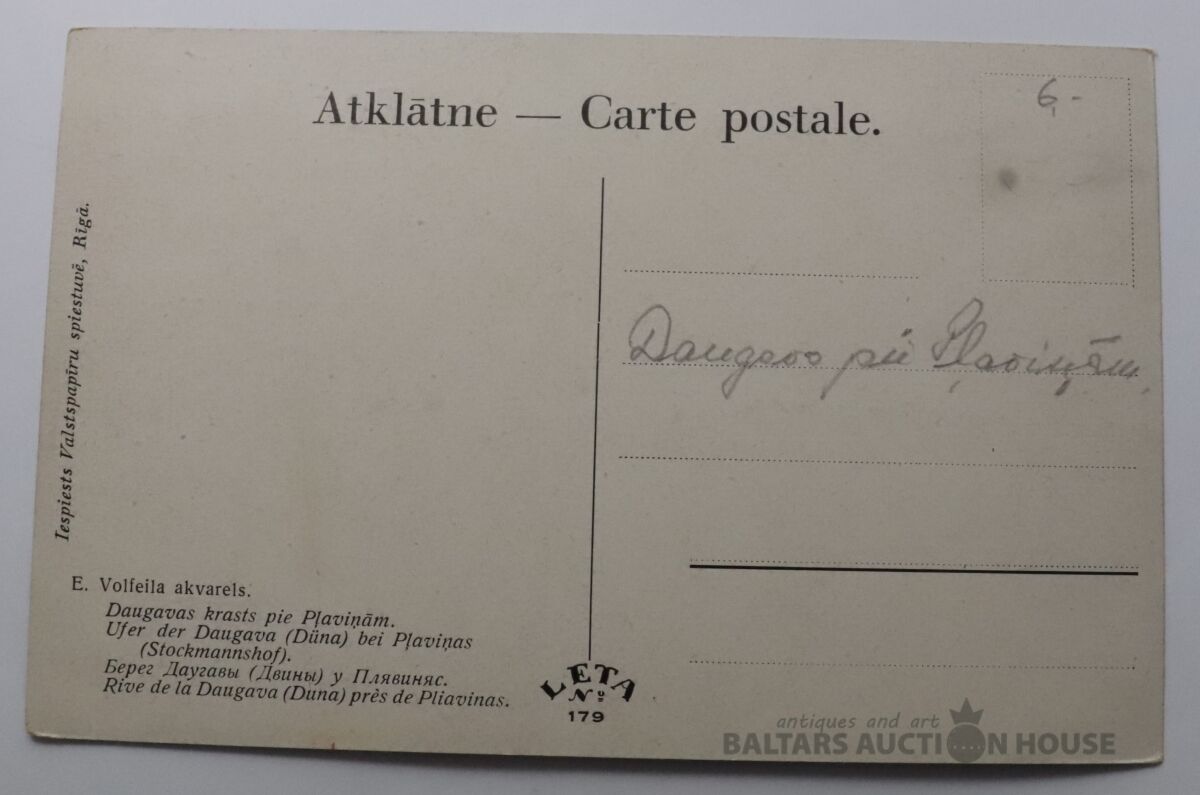 Atklātne — Carte postale.
6,-
Iespiests Valstspapīru spiestuvē, Rīgā.
Daugava pie Pļaviņām.
E. Volfeila akvarels.
Daugavas krasts pie Pļaviņām.
Ufer der Daugava (Düna) bei Pļaviņas
(Stockmannshof).
Берег Даугавы (Двины) у Плявиняс.
Rive de la Daugava (Duna) près de Pliavinas.
LETA
№
179
antiques and art
BALTARS AUCTION HOUSE